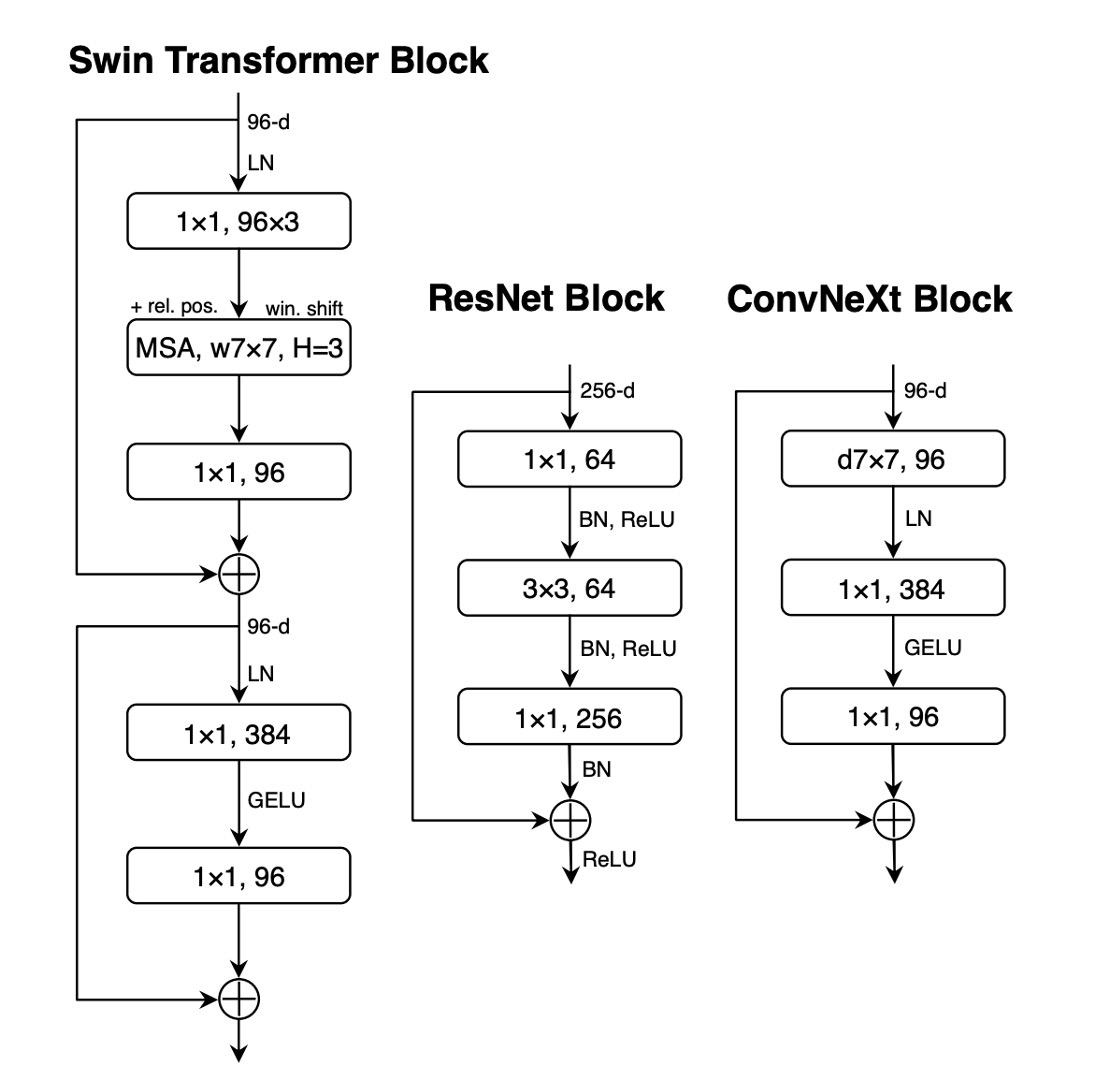 Swin Transformer Block
96-d
LN
1×1, 96×3
+ rel. pos.
win. shift
MSA, w7×7, H=3
1×1, 96
96-d
LN
1×1, 384
GELU
1×1, 96
ResNet Block
256-d
1×1, 64
BN, ReLU
3×3, 64
BN, ReLU
1×1, 256
BN
ReLU
ConvNeXt Block
96-d
d7×7, 96
LN
1×1, 384
GELU
1×1, 96